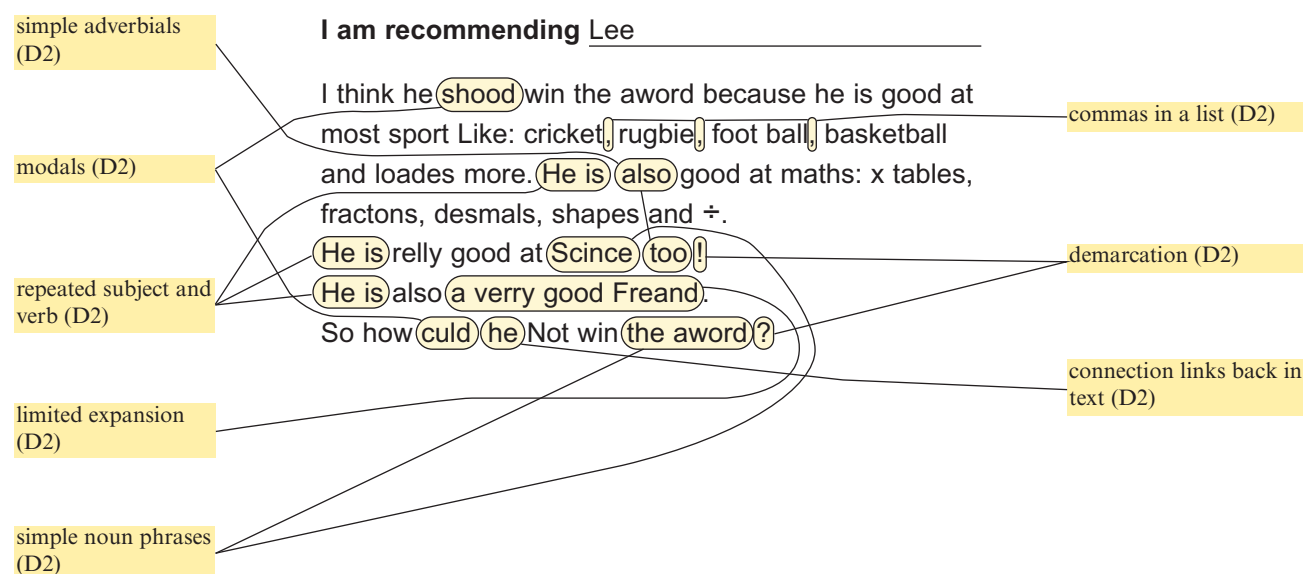 simple adverbials
(D2)
I am recommending Lee
I think he shood win the aword because he is good at
most sport Like: cricket, rugbie, foot ball, basketball
and loades more. He is also good at maths: x tables,
fractons, desmals, shapes and ÷.
He is relly good at Scince too!
He is also a verry good Freand.
So how culd he Not win the aword?
modals (D2)
repeated subject and
verb (D2)
limited expansion
(D2)
simple noun phrases
(D2)
commas in a list (D2)
demarcation (D2)
connection links back in
text (D2)